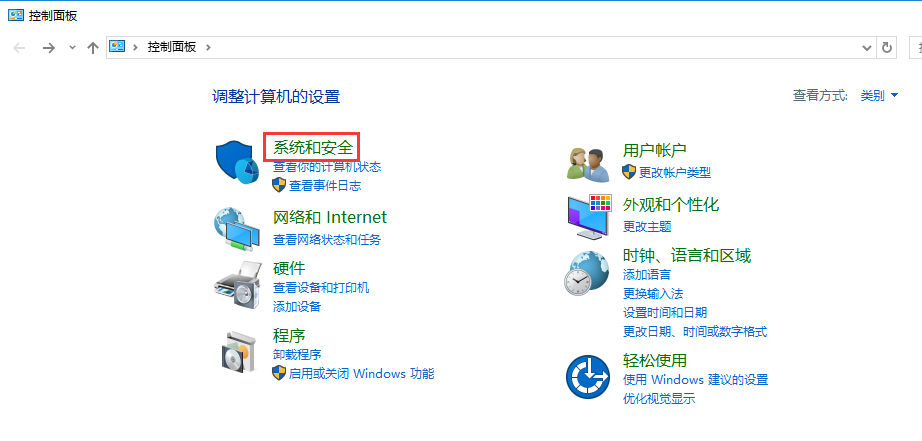 控制面板
控制面板
调整计算机的设置
查看方式: 类别
系统和安全
查看你的计算机状态
查看事件日志
网络和 Internet
查看网络状态和任务
硬件
查看设备和打印机
添加设备
程序
卸载程序
启用或关闭 Windows 功能
用户帐户
更改帐户类型
外观和个性化
更改主题
时钟、语言和区域
添加语言
更换输入法
设置时间和日期
更改日期、时间或数字格式
轻松使用
使用 Windows 建议的设置
优化视觉显示